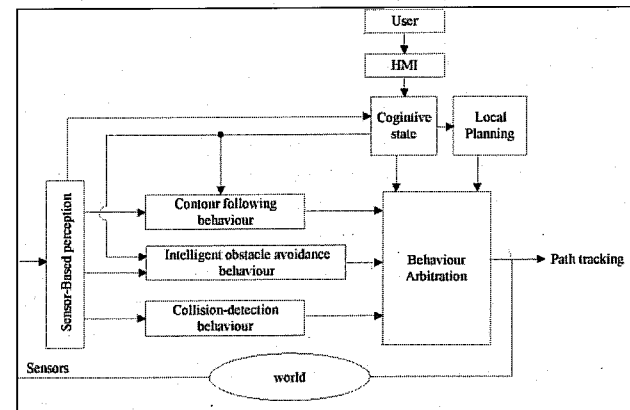 User
HMI
Cogintive
state
Local
Planning
Sensor-Based perception
Contour following
behaviour
Intelligent obstacle avoidance
behaviour
Collision-detection
behaviour
Behaviour
Arbitration
Path tracking
Sensors
world